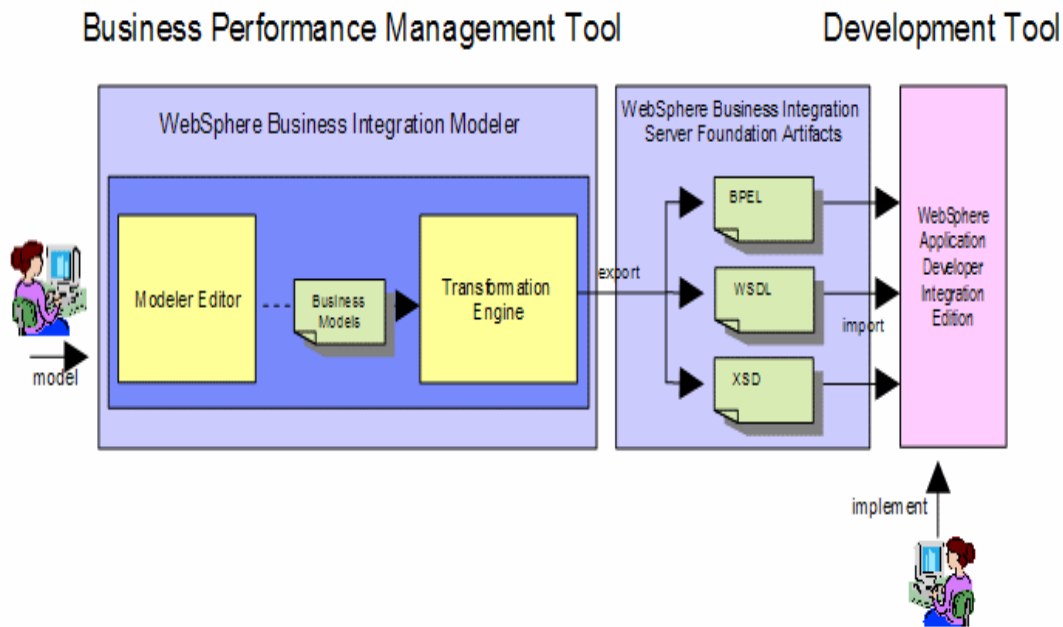 Business Performance Management Tool
Development Tool
WebSphere Business Integration Modeler
WebSphere Business Integration
Server Foundation Artifacts
Modeler Editor
Business
Models
Transformation
Engine
export
BPEL
WSDL
XSD
import
WebSphere
Application
Developer
Integration
Edition
model
implement